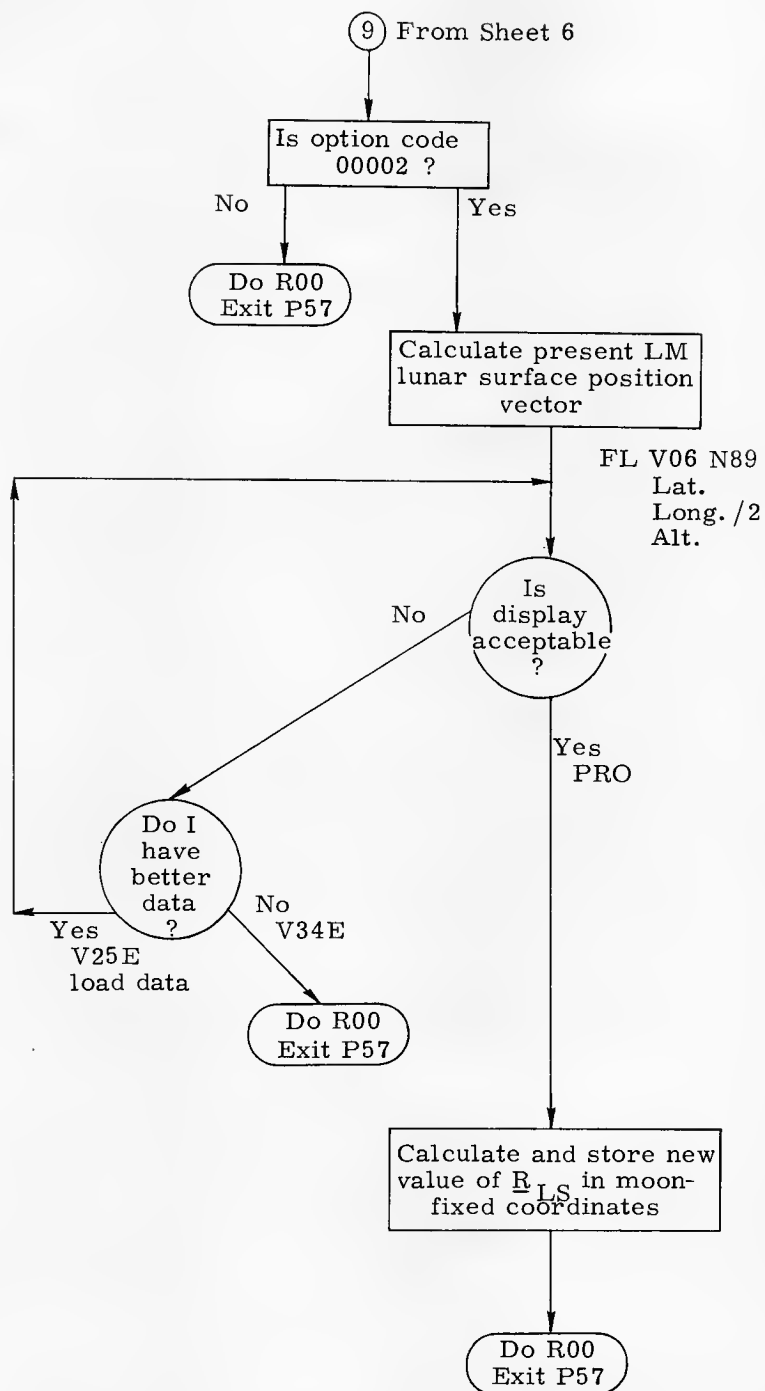 9 From Sheet 6
Is option code
00002 ?
No
Yes
Do R00
Exit P57
Calculate present LM
lunar surface position
vector
FL V06 N89
Lat.
Long. /2
Alt.
Is
display
acceptable
?
No
Yes
PRO
Do I
have
better
data
?
Yes
V25E
load data
No
V34E
Do R00
Exit P57
Calculate and store new
value of R LS in moon-
fixed coordinates
Do R00
Exit P57